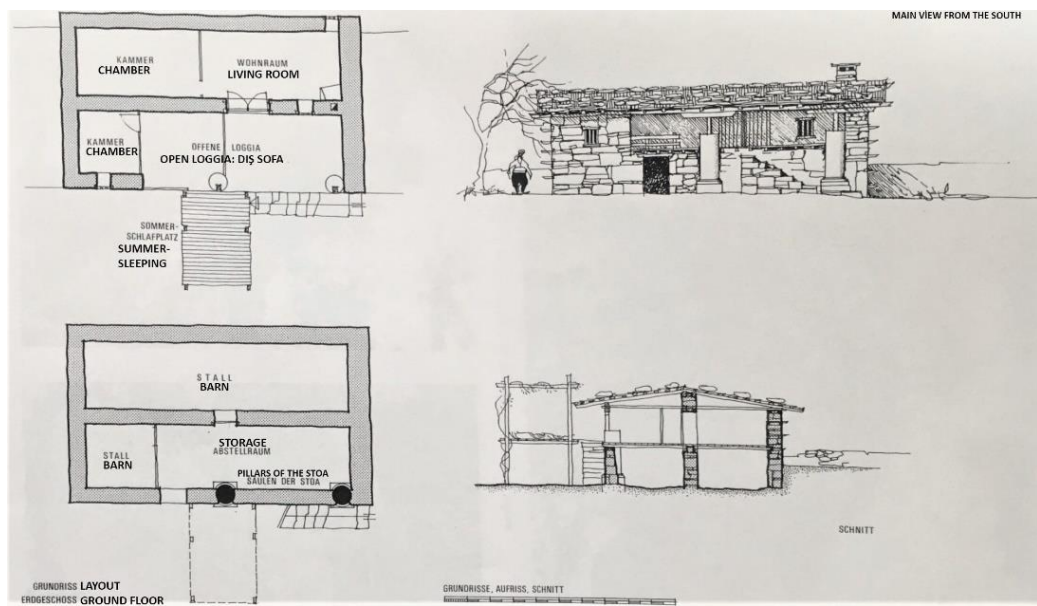 MAIN VİEW FROM THE SOUTH
KAMMER
CHAMBER
WOHNRAUM
LIVING ROOM
KAMMER
CHAMBER
OFFENE LOGGIA
OPEN LOGGIA: DIŞ SOFA
SOMMER-
SCHLAFPLATZ
SUMMER-
SLEEPING
STALL
BARN
STALL
BARN
STORAGE
ABSTELLRAUM
PILLARS OF THE STOA
SÄULEN DER STOA
GRUNDRISS LAYOUT
ERDGESCHOSS GROUND FLOOR
SCHNITT
GRUNDRISSE, AUFRISS, SCHNITT